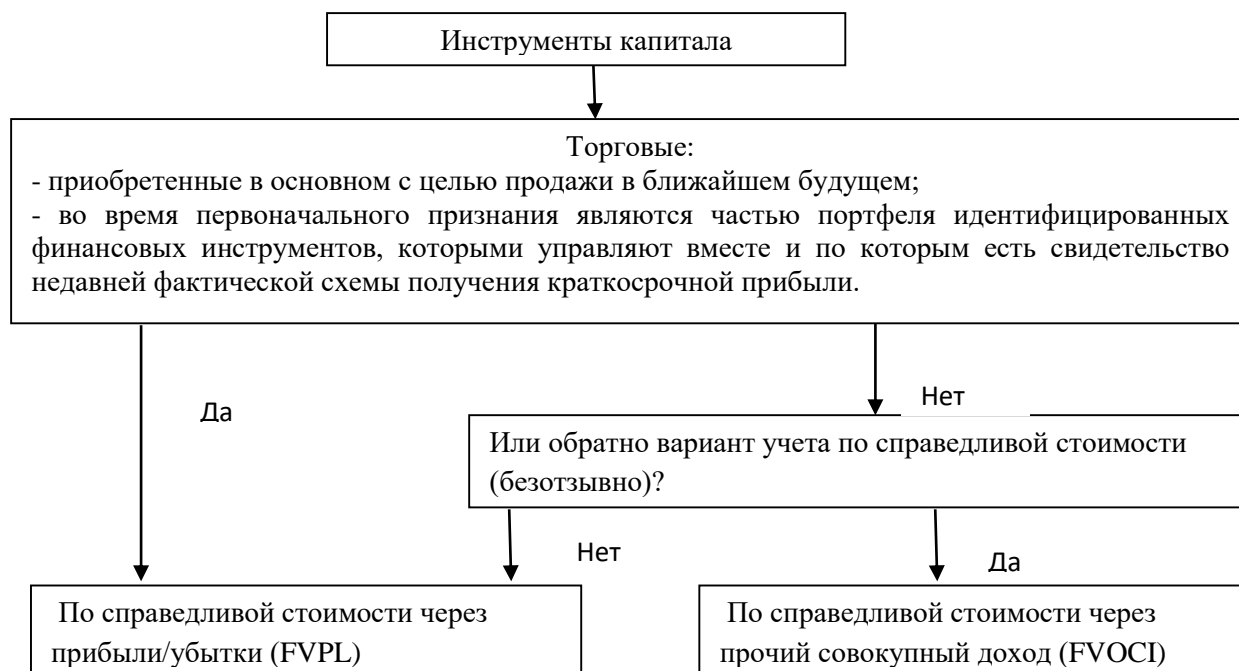 Инструменты капитала
Торговые:
- приобретенные в основном с целью продажи в ближайшем будущем;
- во время первоначального признания являются частью портфеля идентифицированных
финансовых инструментов, которыми управляют вместе и по которым есть свидетельство
недавней фактической схемы получения краткосрочной прибыли.
Да
Нет
Или обратно вариант учета по справедливой стоимости
(безотзывно)?
Нет
Да
По справедливой стоимости через
прибыли/убытки (FVPL)
По справедливой стоимости через
прочий совокупный доход (FVOCI)